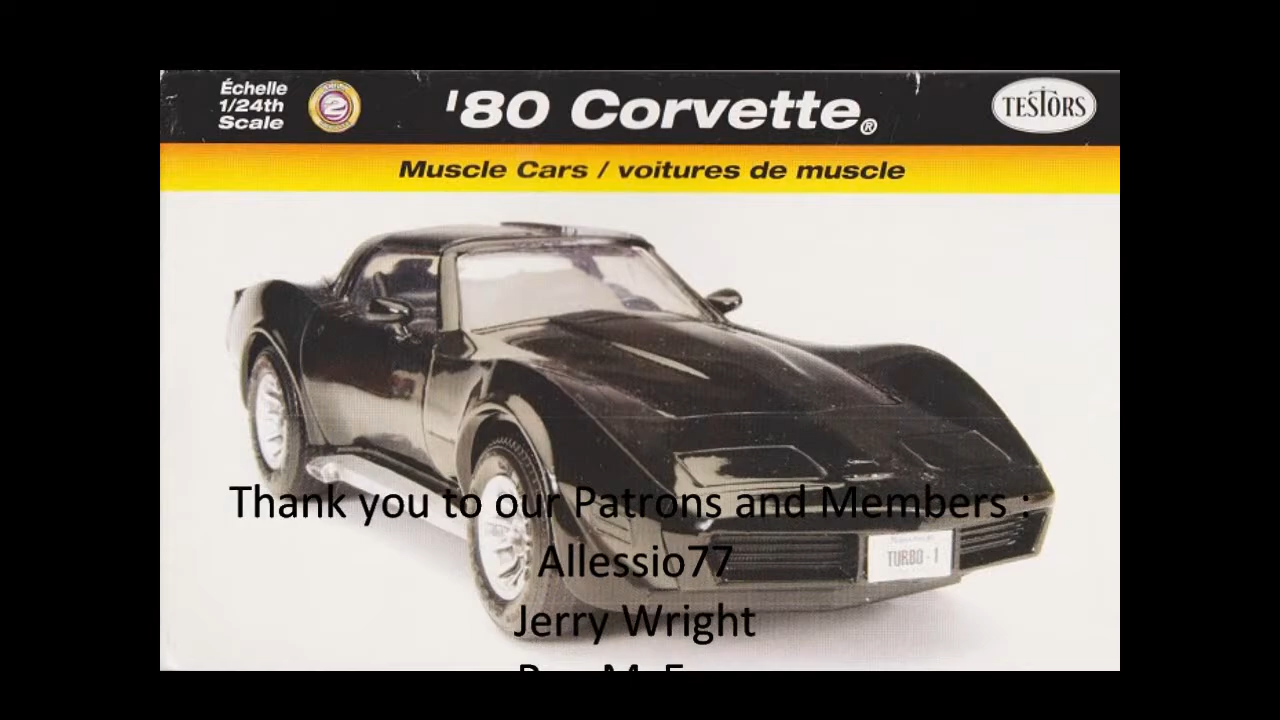 Échelle
1/24th
Scale
2
'80 Corvette®
TESTORS
Muscle Cars / voitures de muscle
Thank you to our Patrons and Members :
Allessio77
Jerry Wright
TURBO - 1